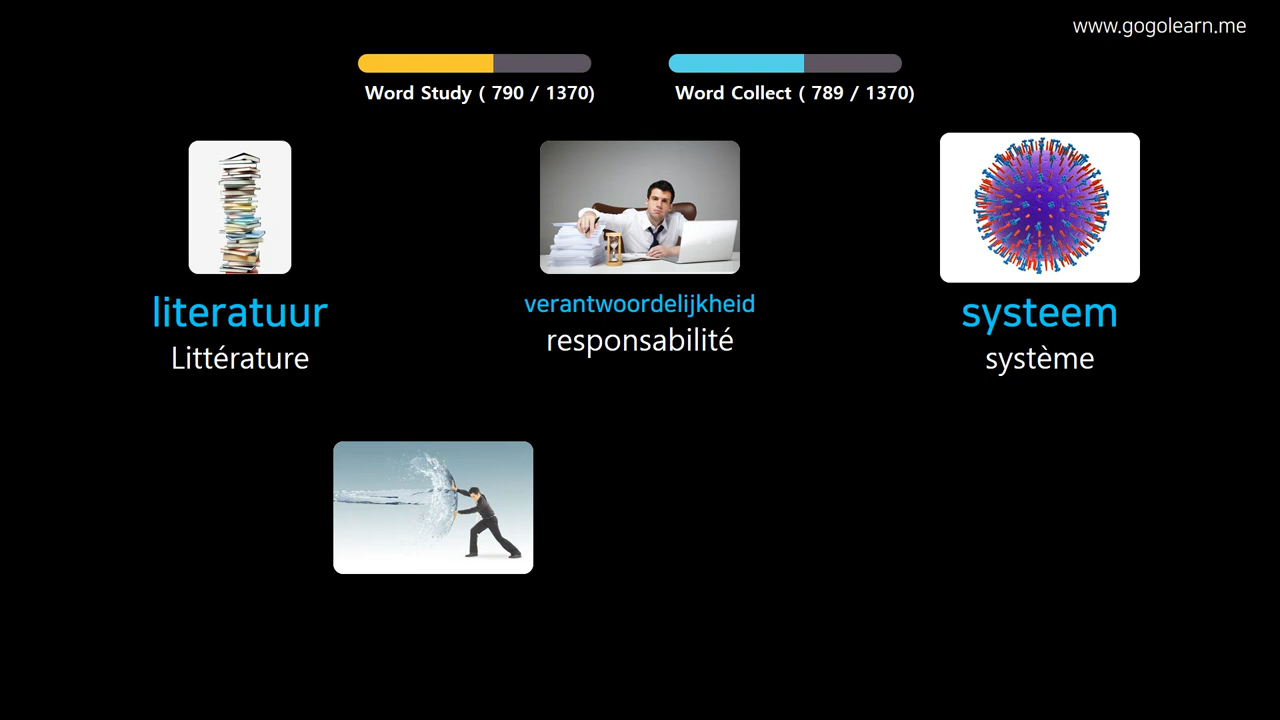 www.gogolearn.me
Word Study ( 790 / 1370)
Word Collect ( 789 / 1370)
literatuur
Littérature
verantwoordelijkheid
responsabilité
systeem
système